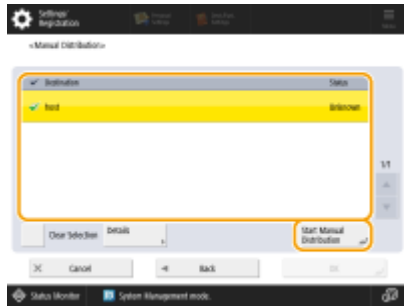 Settings/
Registration
<Manual Distribution>
Destination Status
host Unknown
1/1
Clear Selection Details Start Manual
Distribution
Cancel Back OK
Status Monitor System Management mode.